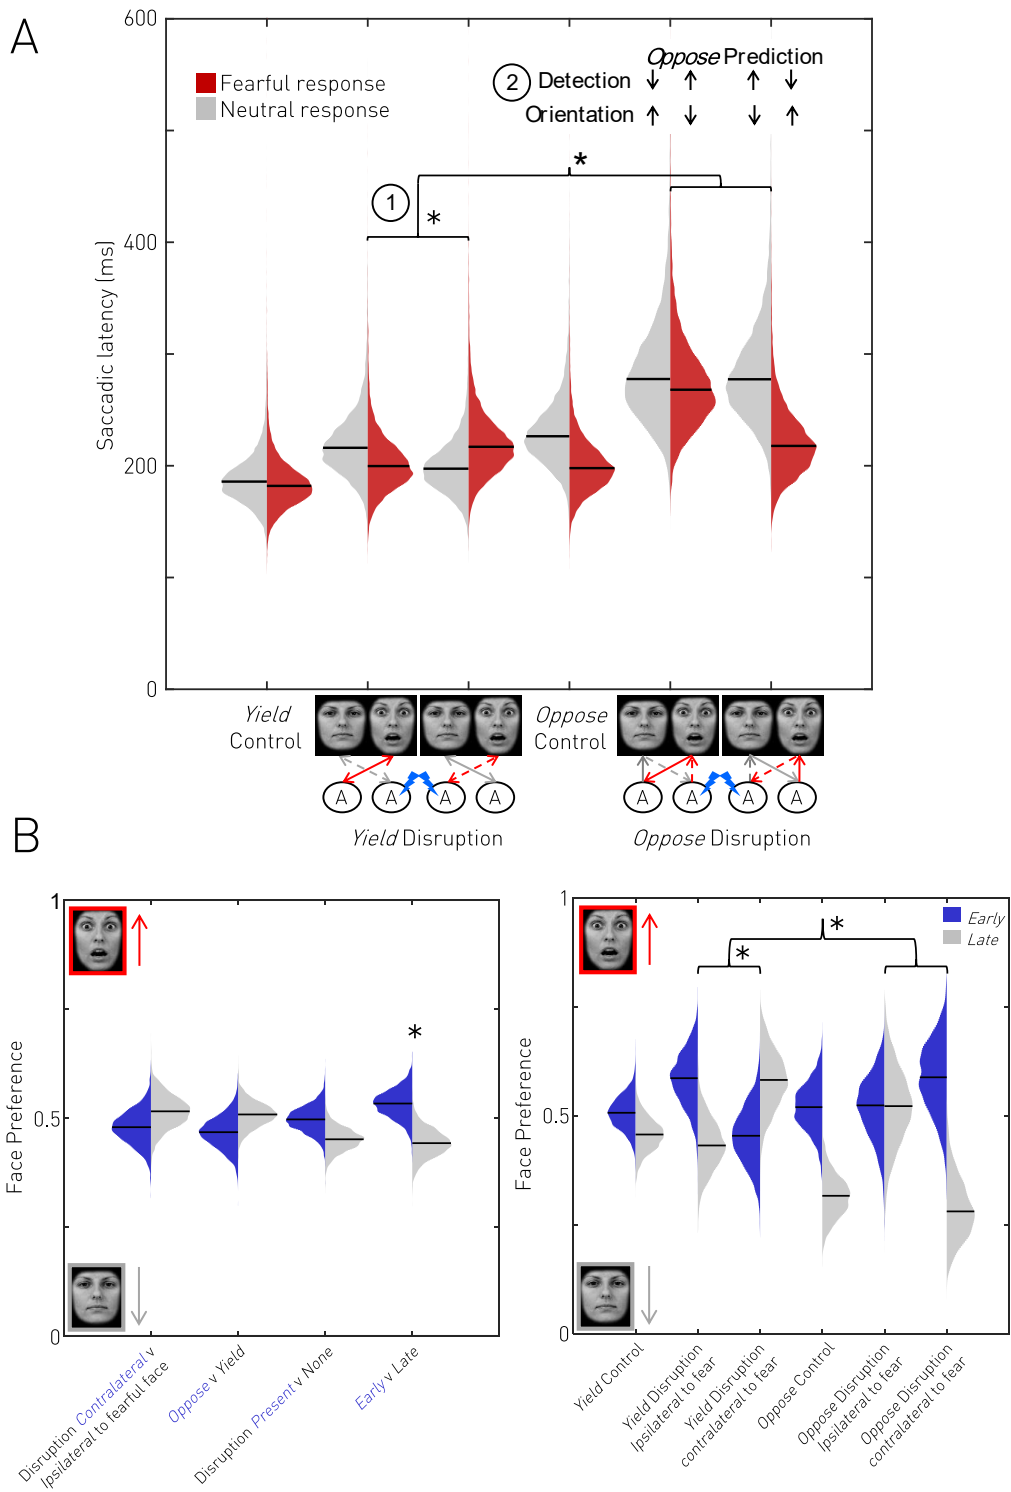 A
600
400
200
0
Saccadic latency (ms)
Fearful response
Neutral response
Oppose Prediction
2 Detection ↓ ↑ ↑ ↓
Orientation ↑ ↓ ↓ ↑
*
1
*
Yield
Control
Oppose
Control
A A A A
A A A A
Yield Disruption
Oppose Disruption
B
1
0.5
0
Face Preference
*
Disruption Contralateral v
Ipsilateral to fearful face
Oppose v Yield
Disruption Present v None
Early v Late
1
0.5
0
Face Preference
Early
Late
*
*
Yield Control
Yield Disruption
Ipsilateral to fear
Yield Disruption
contralateral to fear
Oppose Control
Oppose Disruption
Ipsilateral to fear
Oppose Disruption
contralateral to fear